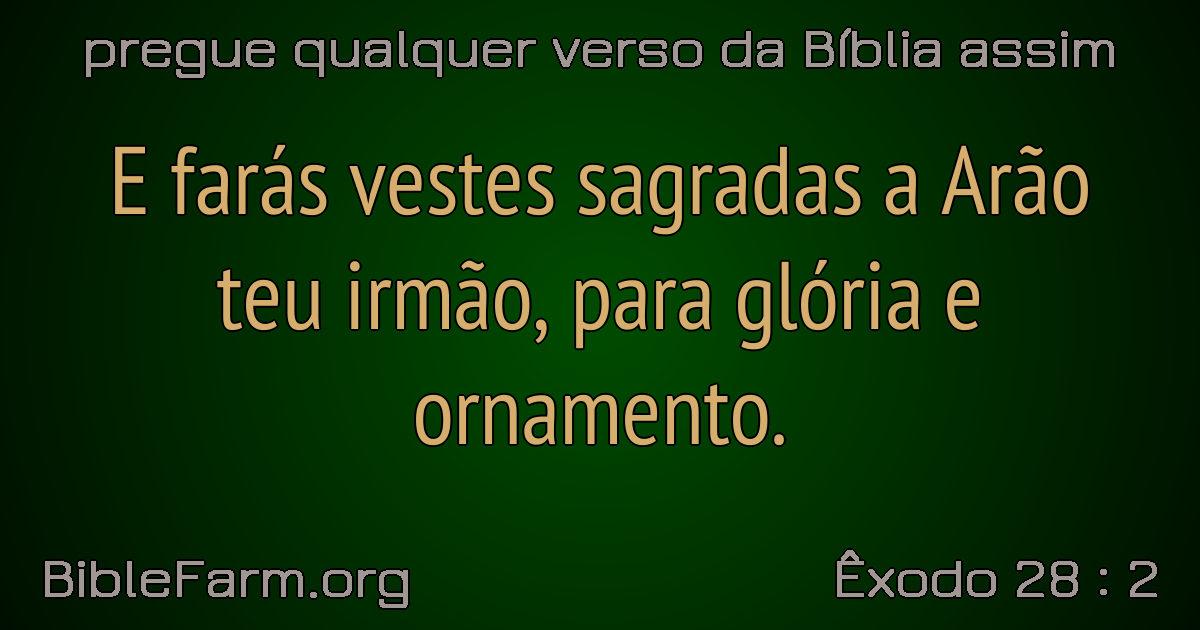 pregue qualquer verso da Bíblia assim
E farás vestes sagradas a Arão
teu irmão, para glória e
ornamento.
BibleFarm.org
Êxodo 28 : 2